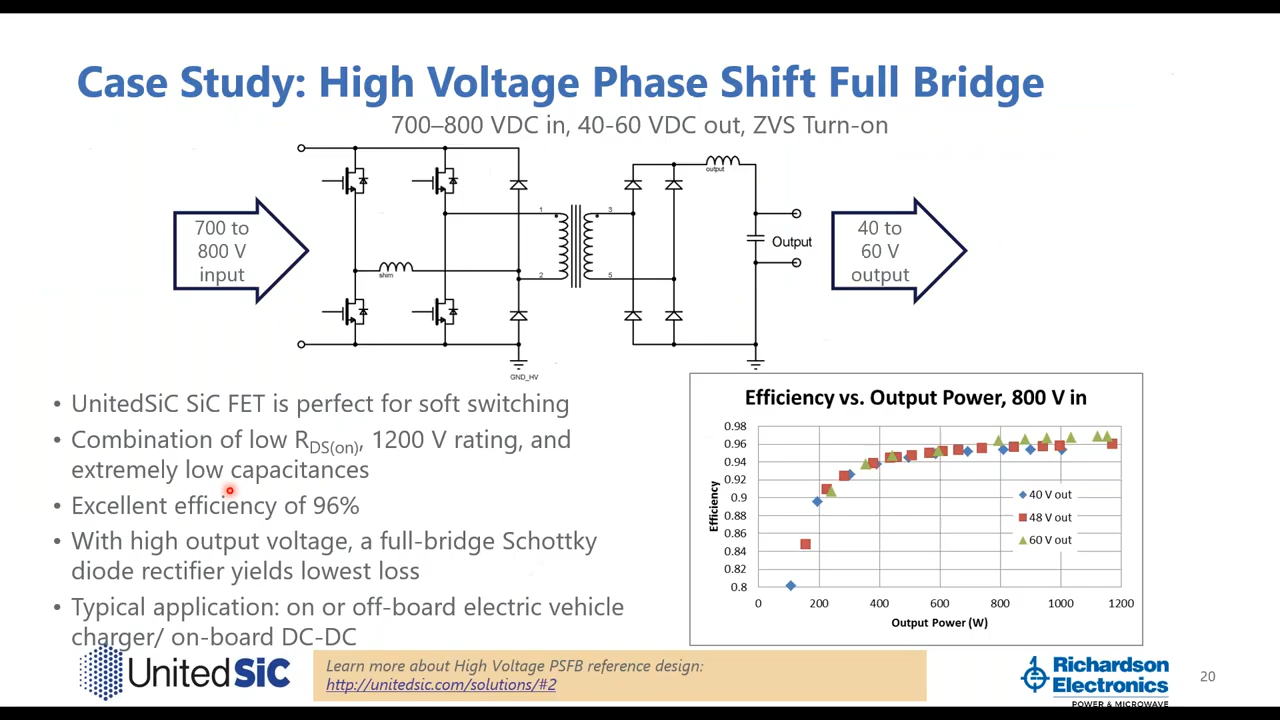 Case Study: High Voltage Phase Shift Full Bridge
700–800 VDC in, 40-60 VDC out, ZVS Turn-on
700 to
800 V
input
shim
GND_HV
1
2
3
5
output
Output
40 to
60 V
output
• UnitedSiC SiC FET is perfect for soft switching
• Combination of low RDS(on), 1200 V rating, and
extremely low capacitances
• Excellent efficiency of 96%
• With high output voltage, a full-bridge Schottky
diode rectifier yields lowest loss
• Typical application: on or off-board electric vehicle
charger/ on-board DC-DC
Efficiency vs. Output Power, 800 V in
Efficiency
0.98
0.96
0.94
0.92
0.9
0.88
0.86
0.84
0.82
0.8
0 200 400 600 800 1000 1200
Output Power (W)
40 V out
48 V out
60 V out
UnitedSiC
Learn more about High Voltage PSFB reference design:
http://unitedsic.com/solutions/#2
Richardson
Electronics
POWER & MICROWAVE
20